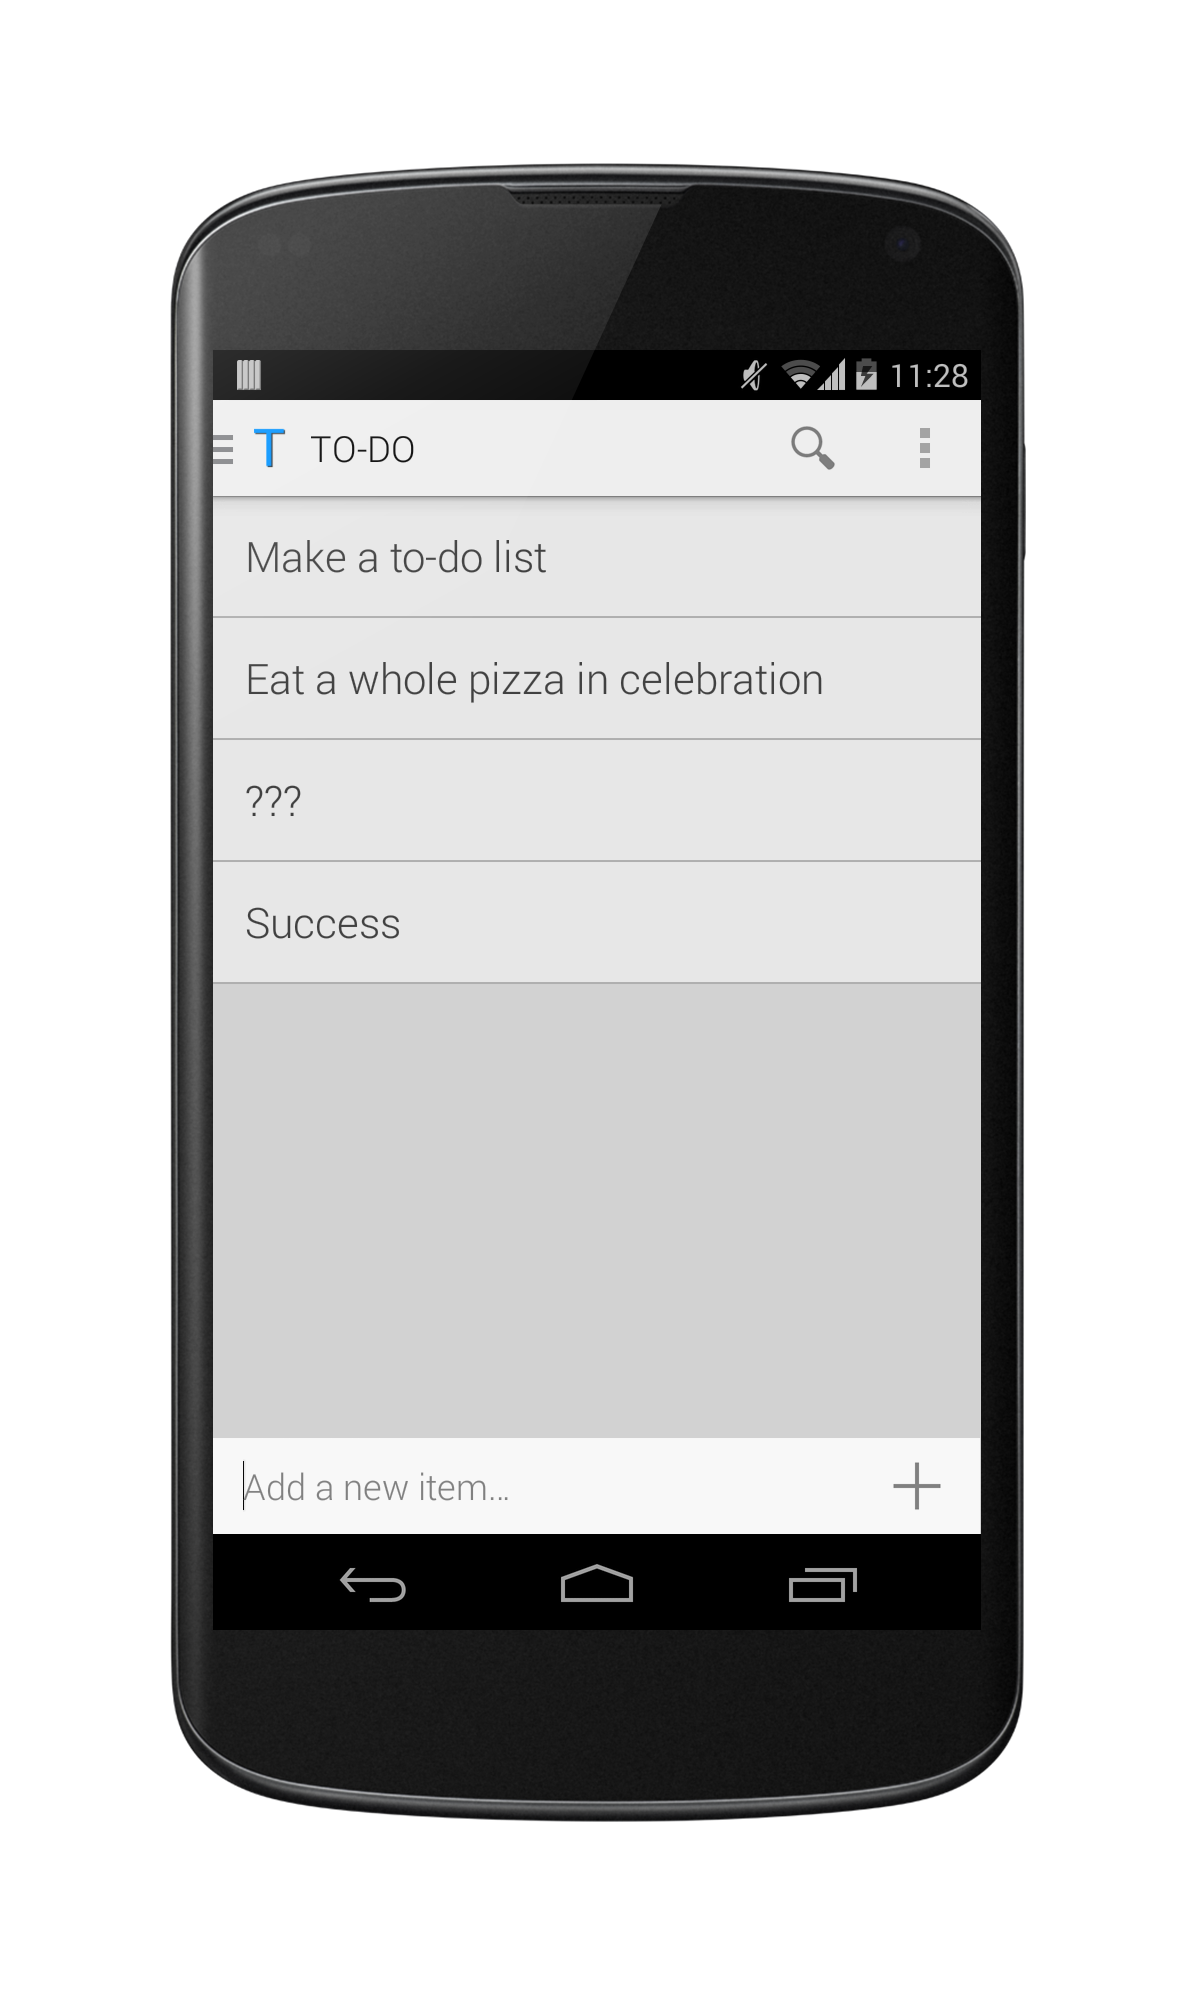 11:28
T TO-DO
Make a to-do list
Eat a whole pizza in celebration
???
Success
Add a new item...